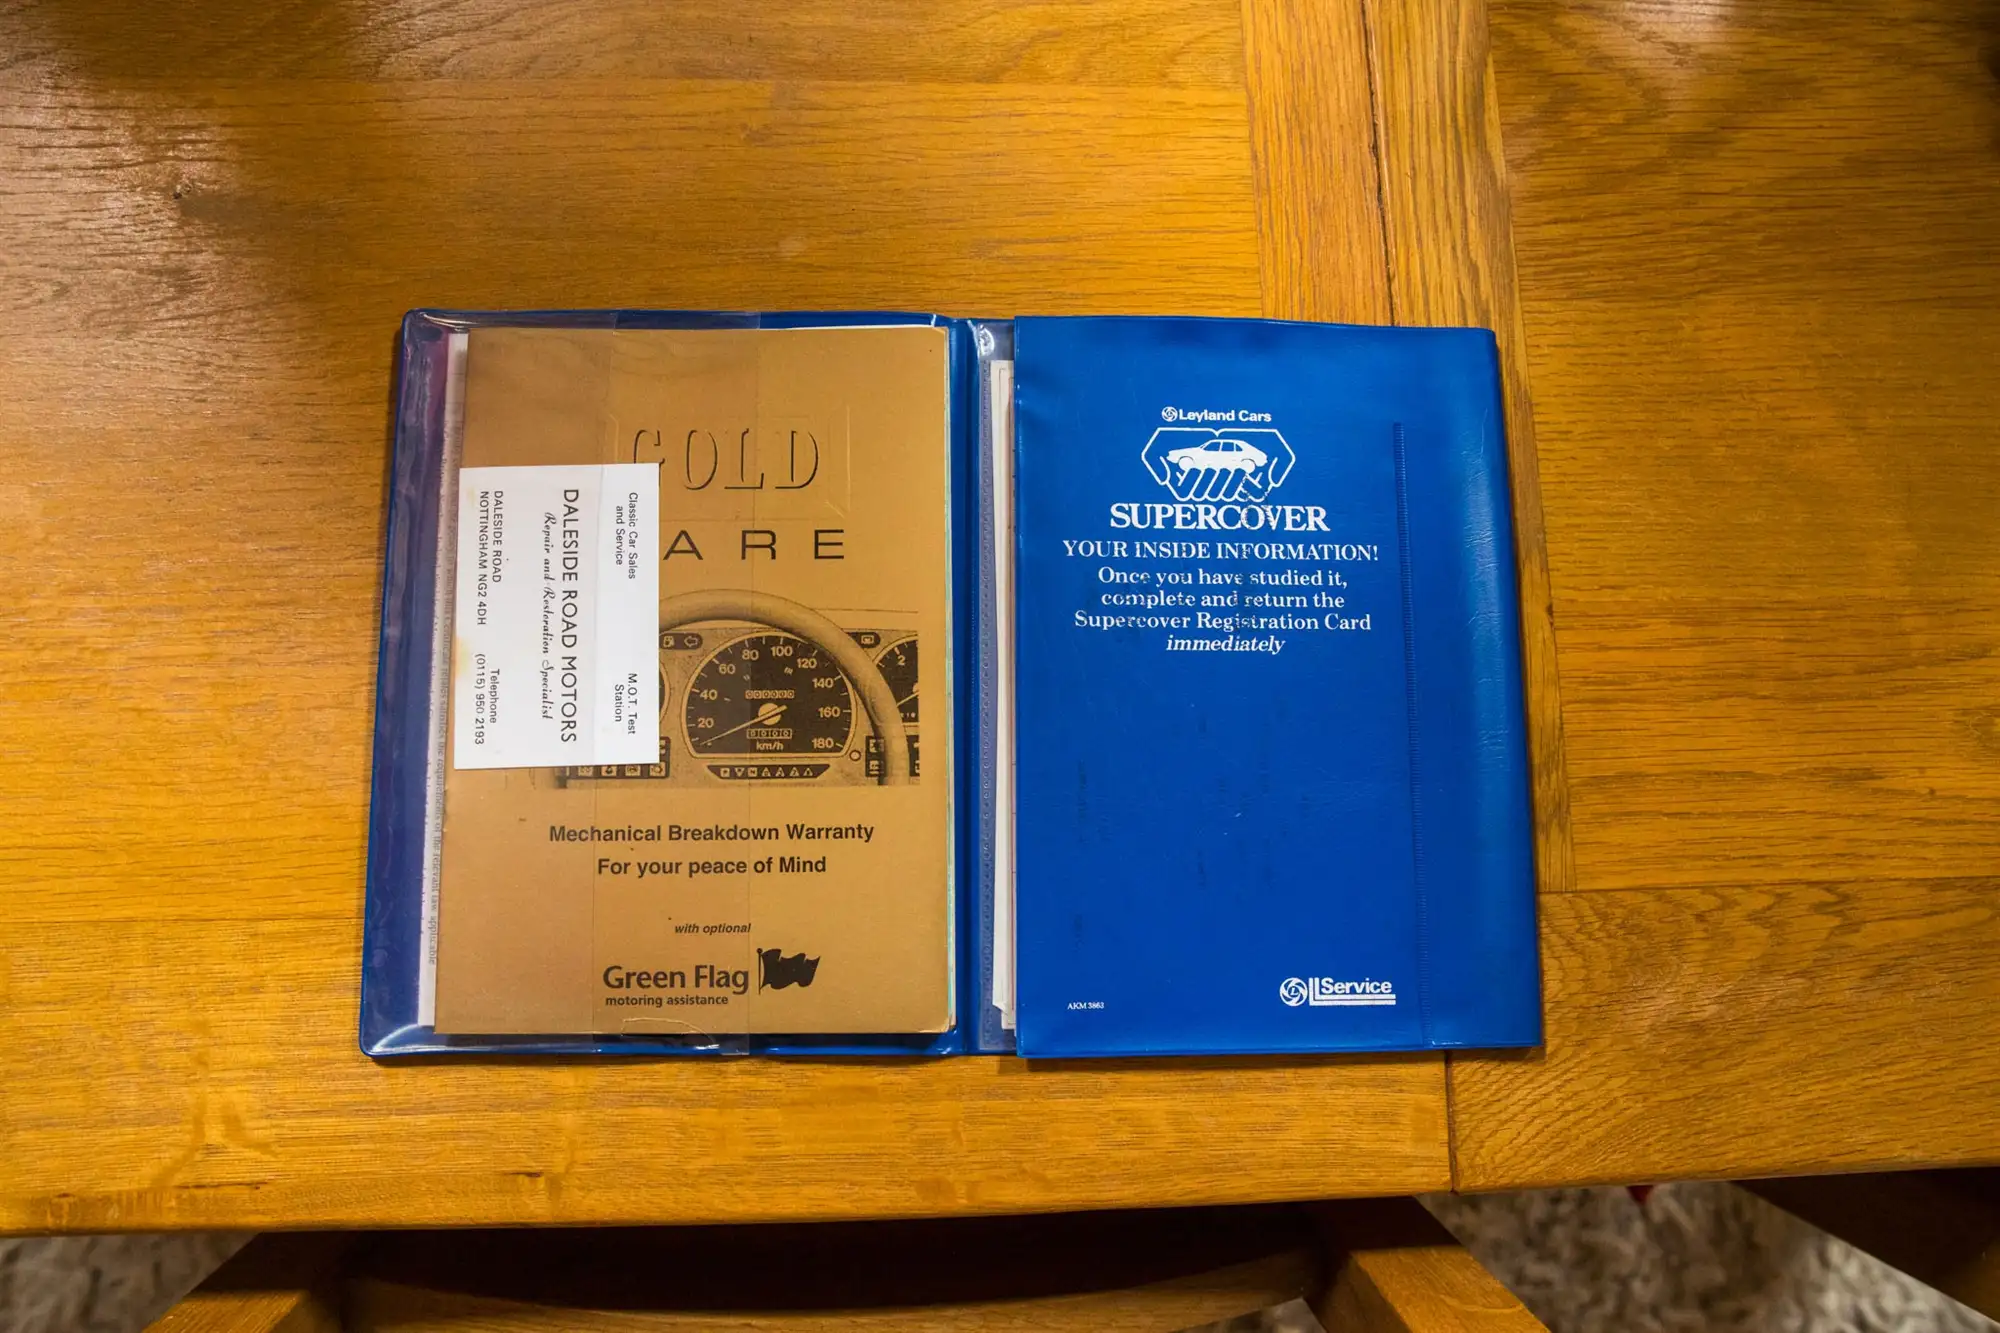 GOLD
ARE
Classic Car Sales
and Service
M.O.T. Test
Station
DALESIDE ROAD MOTORS
Repair and Restoration Specialist
DALESIDE ROAD
NOTTINGHAM NG2 4DH
Telephone
(0115) 950 2193
20
40
60
80
100
120
140
160
180
000000
0000
km/h
2
Mechanical Breakdown Warranty
For your peace of Mind
with optional
Green Flag
motoring assistance
Leyland Cars
SUPERCOVER
YOUR INSIDE INFORMATION!
Once you have studied it,
complete and return the
Supercover Registration Card
immediately
AKM 3863
L Service